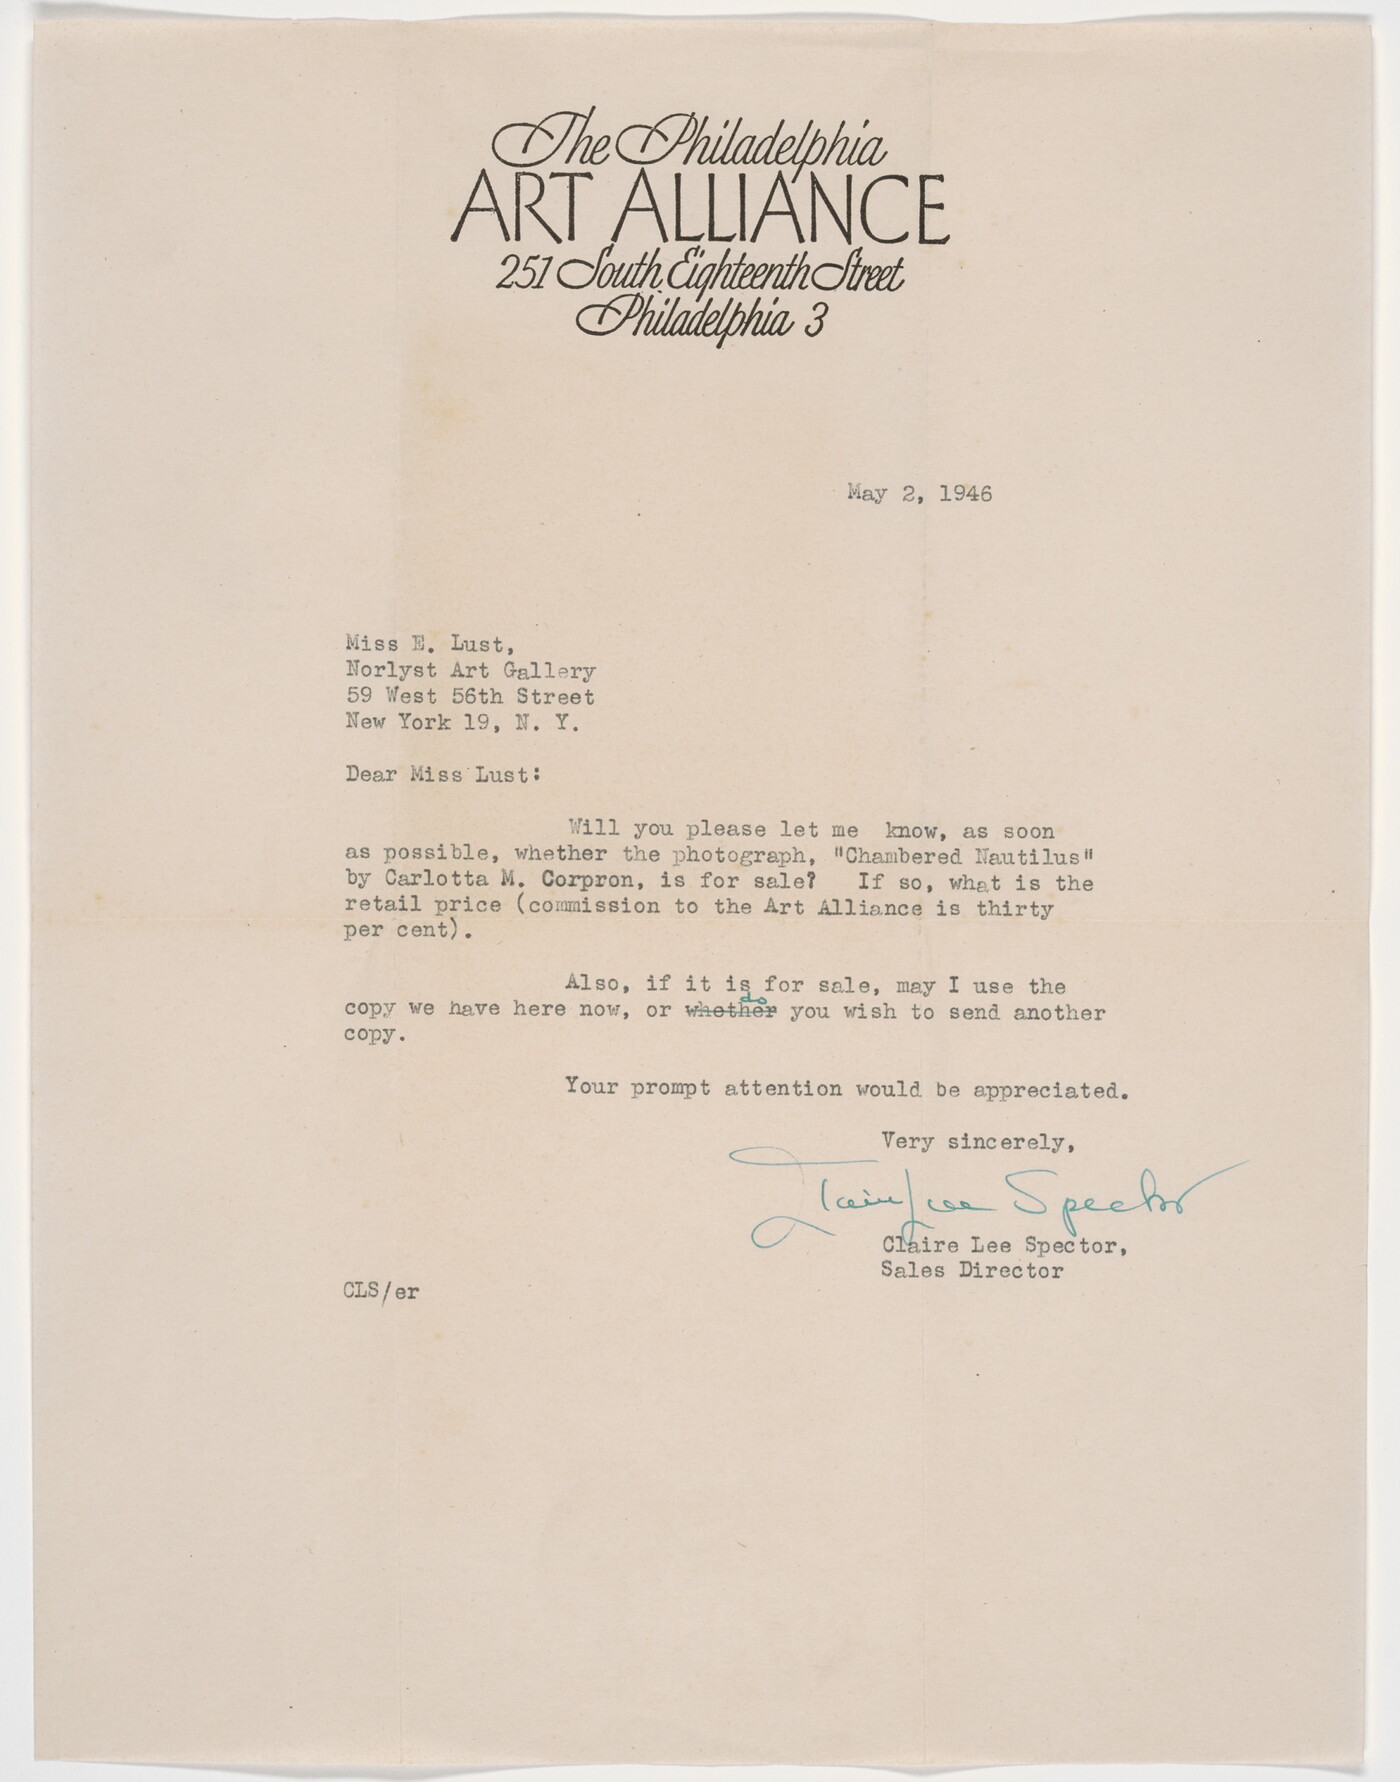 The Philadelphia
ART ALLIANCE
251 South Eighteenth Street
Philadelphia 3
May 2, 1946
Miss E. Lust,
Norlyst Art Gallery
59 West 56th Street
New York 19, N. Y.
Dear Miss Lust:
Will you please let me know, as soon
as possible, whether the photograph, "Chambered Nautilus"
by Carlotta M. Corpron, is for sale? If so, what is the
retail price (commission to the Art Alliance is thirty
per cent).
Also, if it is for sale, may I use the
do
copy we have here now, or whether you wish to send another
copy.
Your prompt attention would be appreciated.
Very sincerely,
Claire Lee Spector
Claire Lee Spector,
Sales Director
CLS/er